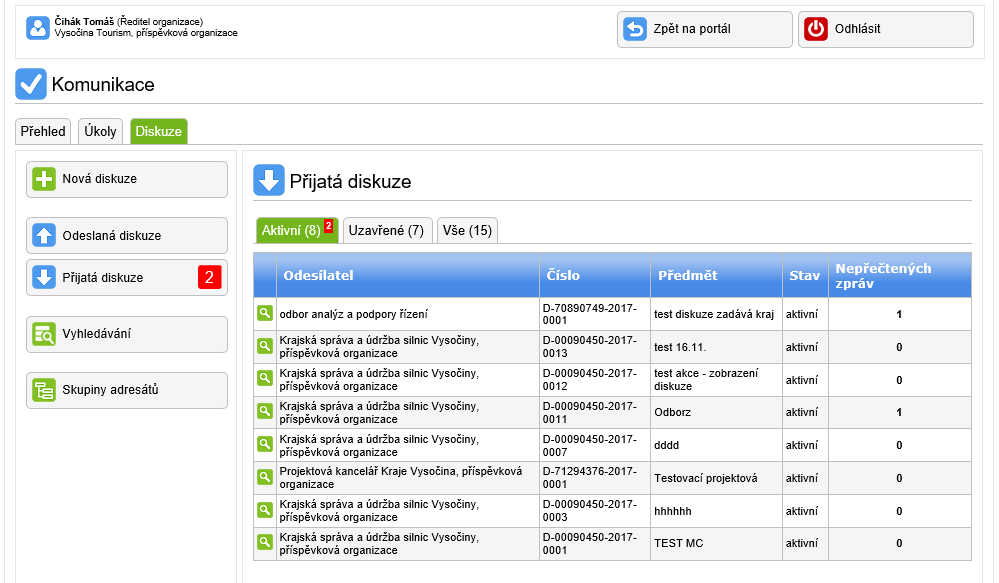 Čihák Tomáš (Ředitel organizace)
Vysočina Tourism, příspěvková organizace
Zpět na portál
Odhlásit
Komunikace
Přehled
Úkoly
Diskuze
Nová diskuze
Odeslaná diskuze
Přijatá diskuze
2
Vyhledávání
Skupiny adresátů
Přijatá diskuze
Aktivní (8) 2
Uzavřené (7)
Vše (15)
Odesílatel Číslo Předmět Stav Nepřečtených
zpráv
odbor analýz a podpory řízení D-70890749-2017-
0001 test diskuze zadává kraj aktivní 1
Krajská správa a údržba silnic Vysočiny, D-00090450-2017-
příspěvková organizace 0013 test 16.11. aktivní 0
Krajská správa a údržba silnic Vysočiny, D-00090450-2017- test akce - zobrazení
příspěvková organizace 0012 diskuze aktivní 0
Krajská správa a údržba silnic Vysočiny, D-00090450-2017-
příspěvková organizace 0011 Odborz aktivní 1
Krajská správa a údržba silnic Vysočiny, D-00090450-2017-
příspěvková organizace 0007 dddd aktivní 0
Projektová kancelář Kraje Vysočina, příspěvková D-71294376-2017-
organizace 0001 Testovací projektová aktivní 0
Krajská správa a údržba silnic Vysočiny, D-00090450-2017-
příspěvková organizace 0003 hhhhhh aktivní 0
Krajská správa a údržba silnic Vysočiny, D-00090450-2017-
příspěvková organizace 0001 TEST MC aktivní 0